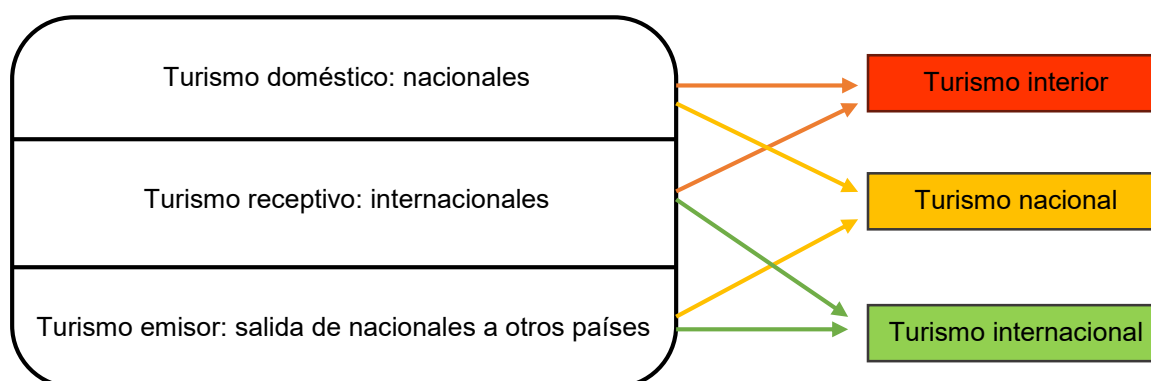 Turismo doméstico: nacionales
Turismo interior
Turismo receptivo: internacionales
Turismo nacional
Turismo emisor: salida de nacionales a otros países
Turismo internacional